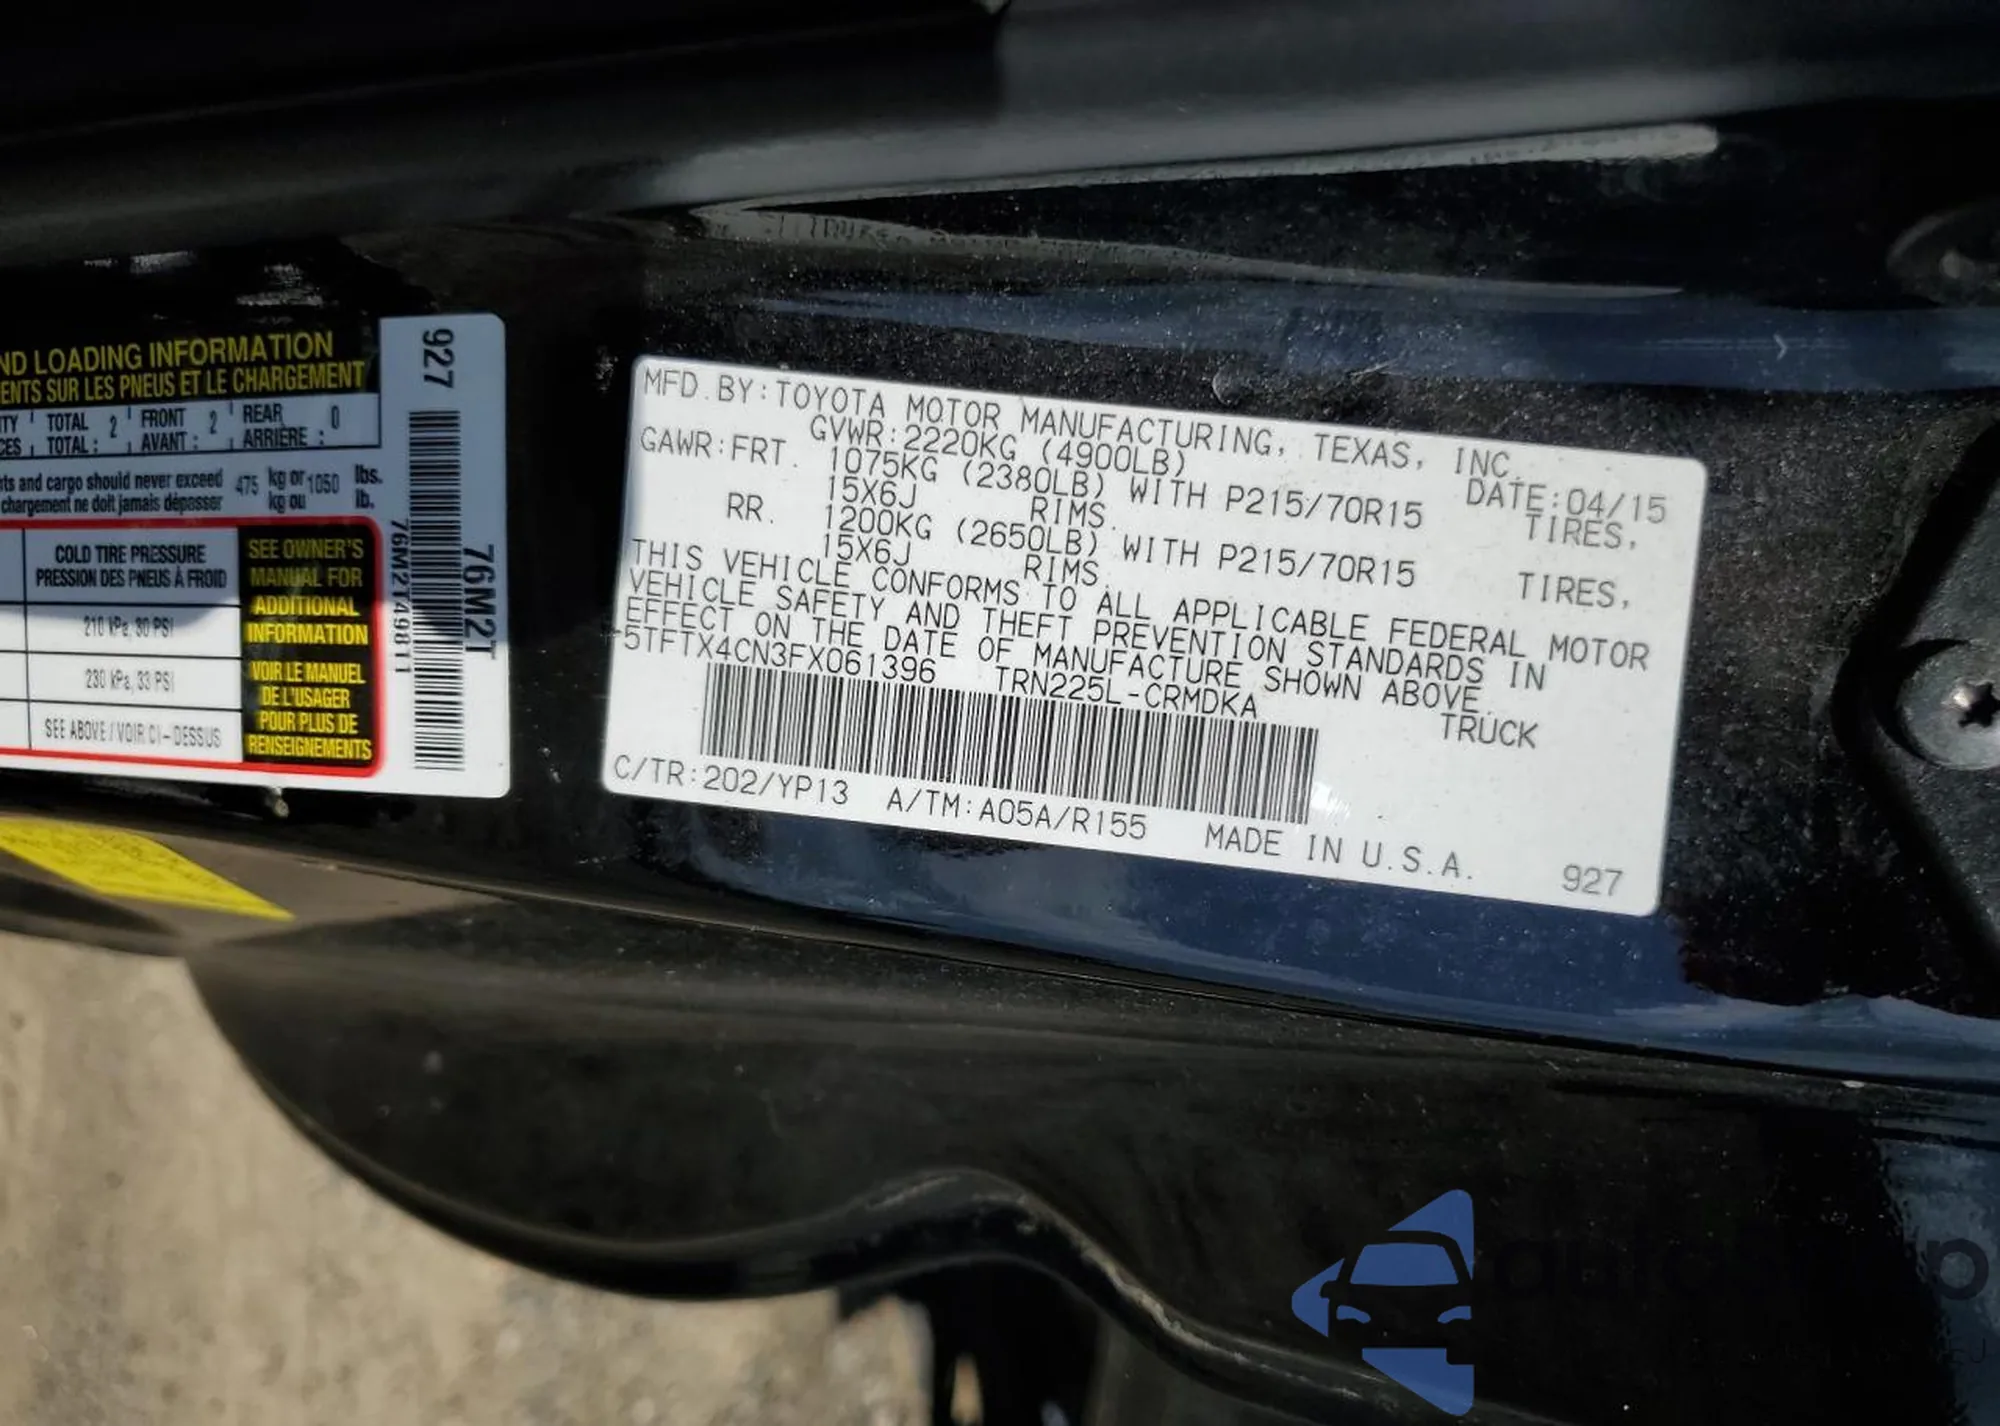 ND LOADING INFORMATION
ENTS SUR LES PNEUS ET LE CHARGEMENT
TOTAL 2 FRONT 2 REAR 0
TOTAL : AVANT : ARRIÈRE :
and cargo should never exceed 475 kg or 1050 lbs.
chargement ne doit jamais dépasser kg ou lb.
COLD TIRE PRESSURE
PRESSION DES PNEUS À FROID
210 kPa, 30 PSI
230 kPa, 33 PSI
SEE ABOVE / VOIR CI-DESSUS
SEE OWNER'S
MANUAL FOR
ADDITIONAL
INFORMATION
VOIR LE MANUEL
DE L'USAGER
POUR PLUS DE
RENSEIGNEMENTS
927
76M2T49811
76M2T
MFD. BY: TOYOTA MOTOR MANUFACTURING, TEXAS, INC.
GVWR: 2220KG (4900LB) DATE: 04/15
GAWR: FRT. 1075KG (2380LB) WITH P215/70R15 TIRES,
15X6J RIMS.
RR. 1200KG (2650LB) WITH P215/70R15 TIRES,
15X6J RIMS.
THIS VEHICLE CONFORMS TO ALL APPLICABLE FEDERAL MOTOR
VEHICLE SAFETY AND THEFT PREVENTION STANDARDS IN
EFFECT ON THE DATE OF MANUFACTURE SHOWN ABOVE.
5TFTX4CN3FX061396 TRN225L-CRMDKA TRUCK
C/TR: 202/YP13 A/TM: A05A/R155 MADE IN U.S.A. 927